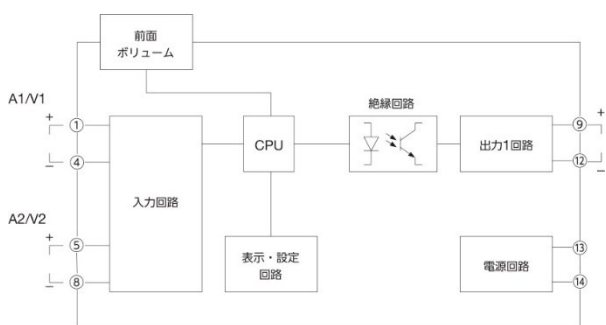 前面
ボリューム
A1/V1
+
①
−
④
A2/V2
+
⑤
−
⑧
入力回路
CPU
表示・設定
回路
絶縁回路
出力1回路
⑨
+
⑫
−
電源回路
⑬
⑭